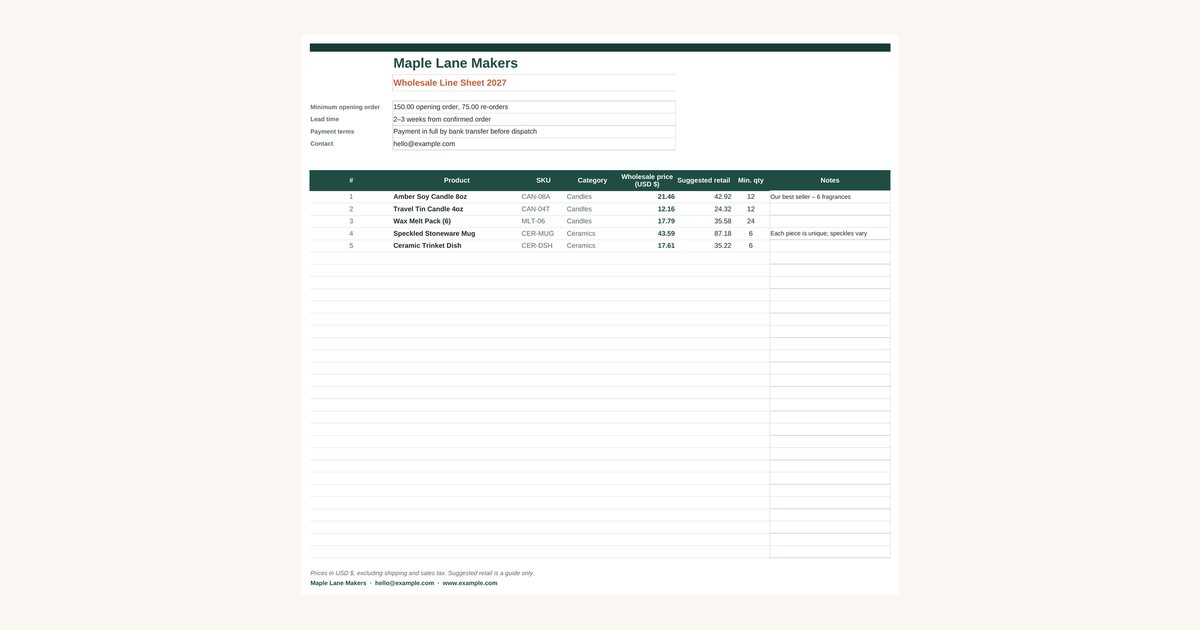 Maple Lane Makers
Wholesale Line Sheet 2027
Minimum opening order 150.00 opening order, 75.00 re-orders
Lead time 2–3 weeks from confirmed order
Payment terms Payment in full by bank transfer before dispatch
Contact hello@example.com
# Product SKU Category Wholesale price (USD $) Suggested retail Min. qty Notes
1 Amber Soy Candle 8oz CAN-08A Candles 21.46 42.92 12 Our best seller – 6 fragrances
2 Travel Tin Candle 4oz CAN-04T Candles 12.16 24.32 12
3 Wax Melt Pack (6) MLT-06 Candles 17.79 35.58 24
4 Speckled Stoneware Mug CER-MUG Ceramics 43.59 87.18 6 Each piece is unique; speckles vary
5 Ceramic Trinket Dish CER-DSH Ceramics 17.61 35.22 6
Prices in USD $, excluding shipping and sales tax. Suggested retail is a guide only.
Maple Lane Makers · hello@example.com · www.example.com